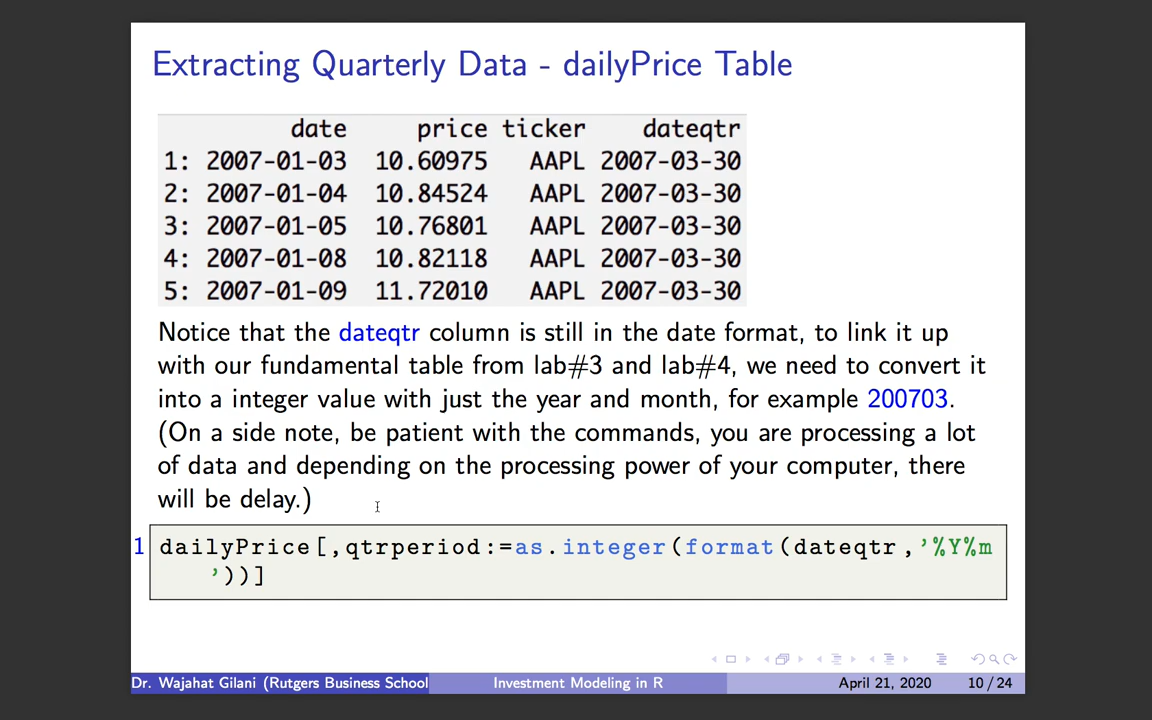 Extracting Quarterly Data - dailyPrice Table
date price ticker dateqtr
1: 2007-01-03 10.60975 AAPL 2007-03-30
2: 2007-01-04 10.84524 AAPL 2007-03-30
3: 2007-01-05 10.76801 AAPL 2007-03-30
4: 2007-01-08 10.82118 AAPL 2007-03-30
5: 2007-01-09 11.72010 AAPL 2007-03-30
Notice that the dateqtr column is still in the date format, to link it up
with our fundamental table from lab#3 and lab#4, we need to convert it
into a integer value with just the year and month, for example 200703.
(On a side note, be patient with the commands, you are processing a lot
of data and depending on the processing power of your computer, there
will be delay.)
1 dailyPrice[,qtrperiod:=as.integer(format(dateqtr,'%Y%m
'))]
Dr. Wajahat Gilani (Rutgers Business School Investment Modeling in R April 21, 2020 10 / 24